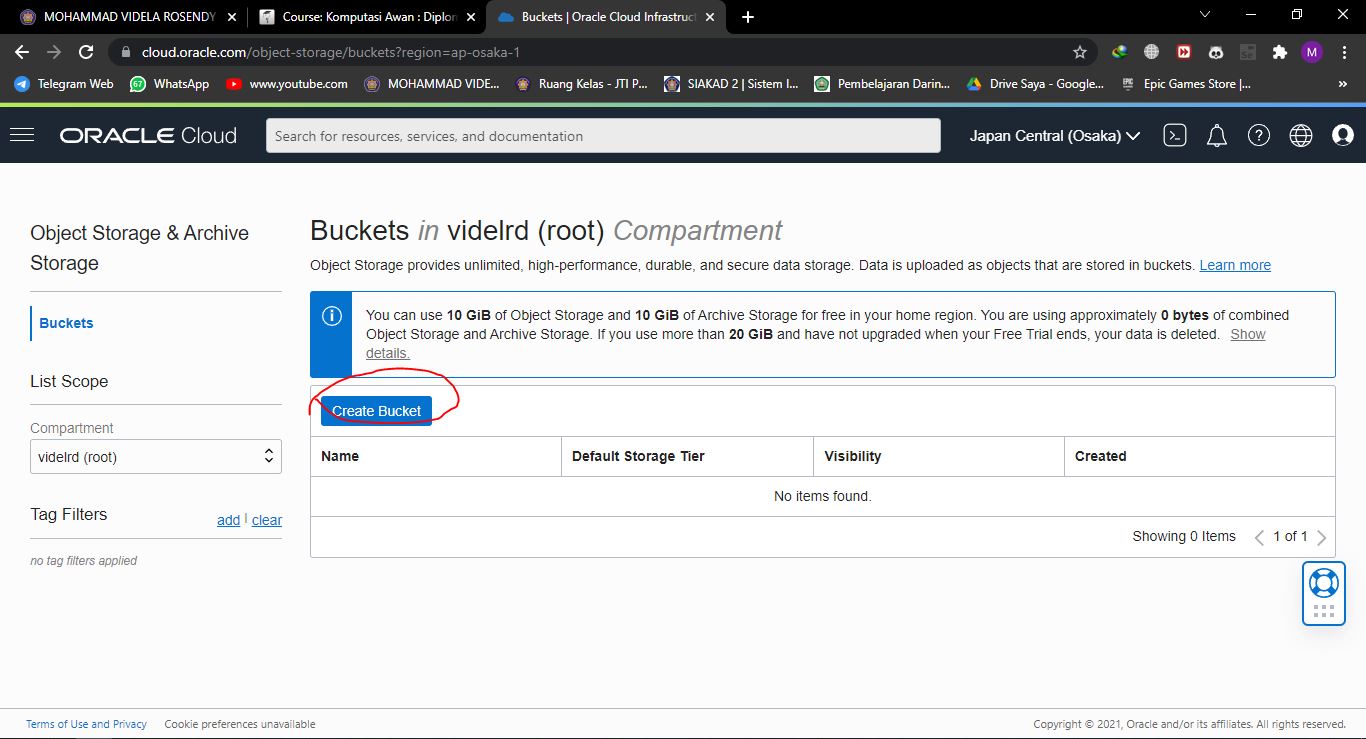 MOHAMMAD VIDELA ROSENDY
Course: Komputasi Awan : Diplon
Buckets | Oracle Cloud Infrastruct
cloud.oracle.com/object-storage/buckets?region=ap-osaka-1
M
Telegram Web
67
WhatsApp
www.youtube.com
MOHAMMAD VIDE...
Ruang Kelas - JTI P...
SIAKAD 2 | Sistem I...
Pembelajaran Darin...
Drive Saya - Google...
Epic Games Store |...
»
ORACLE Cloud
Search for resources, services, and documentation
Japan Central (Osaka)
Object Storage & Archive
Storage
Buckets
List Scope
Compartment
videlrd (root)
Tag Filters
add | clear
no tag filters applied
Buckets in videlrd (root) Compartment
Object Storage provides unlimited, high-performance, durable, and secure data storage. Data is uploaded as objects that are stored in buckets. Learn more
You can use 10 GiB of Object Storage and 10 GiB of Archive Storage for free in your home region. You are using approximately 0 bytes of combined
Object Storage and Archive Storage. If you use more than 20 GiB and have not upgraded when your Free Trial ends, your data is deleted. Show
details.
Create Bucket
Name
Default Storage Tier
Visibility
Created
No items found.
Showing 0 Items
1 of 1
Terms of Use and Privacy
Cookie preferences unavailable
Copyright © 2021, Oracle and/or its affiliates. All rights reserved.